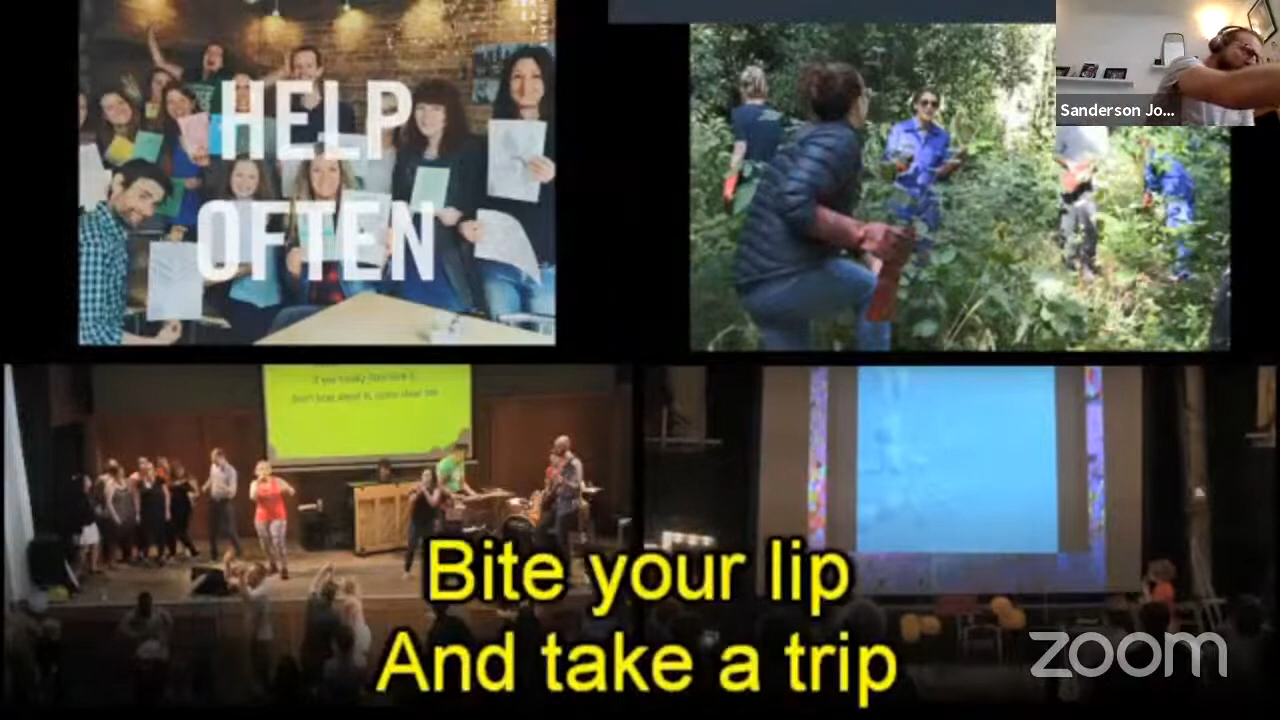 HELP
OFTEN
Sanderson Jo...
Bite your lip
And take a trip
zoom